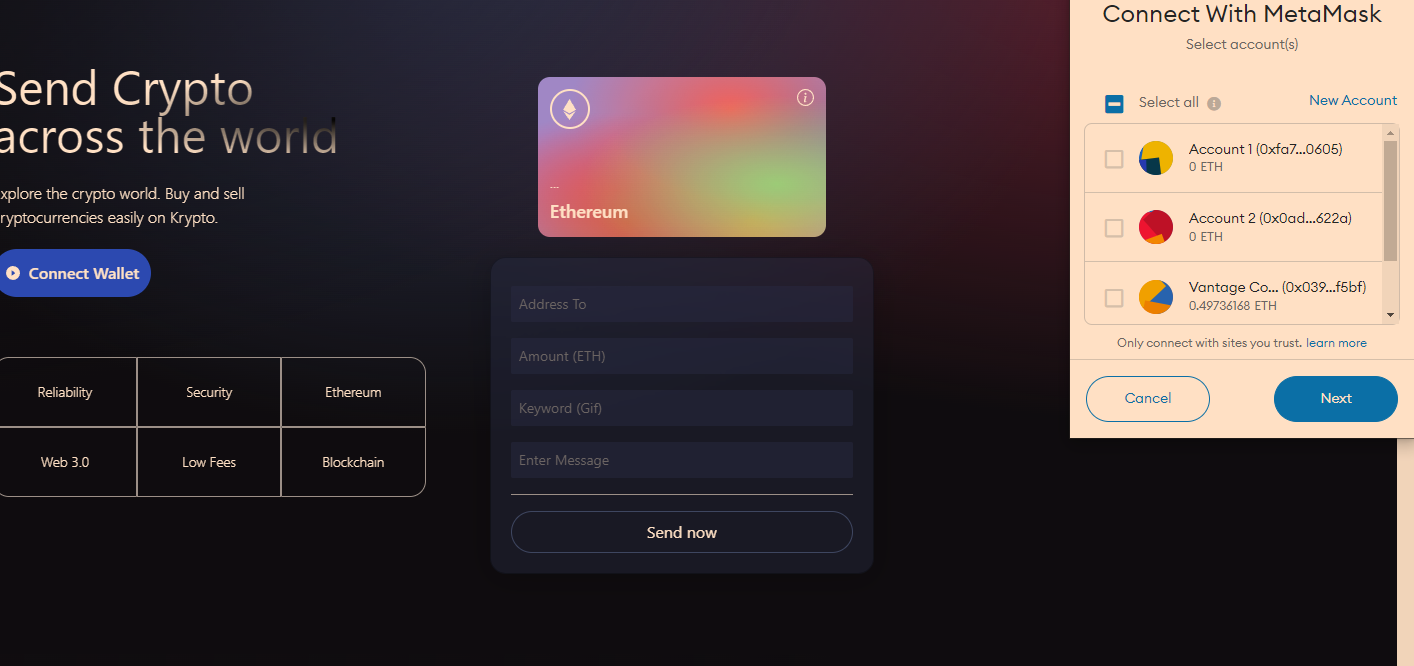 Send Crypto
across the world
xplore the crypto world. Buy and sell
ryptocurrencies easily on Krypto.
Connect Wallet
Reliability
Security
Ethereum
Web 3.0
Low Fees
Blockchain
...
Ethereum
Address To
Amount (ETH)
Keyword (Gif)
Enter Message
Send now
Connect With MetaMask
Select account(s)
Select all
New Account
Account 1 (0xfa7...0605)
0 ETH
Account 2 (0x0ad...622a)
0 ETH
Vantage Co... (0x039...f5bf)
0.49736168 ETH
Only connect with sites you trust. learn more
Cancel
Next